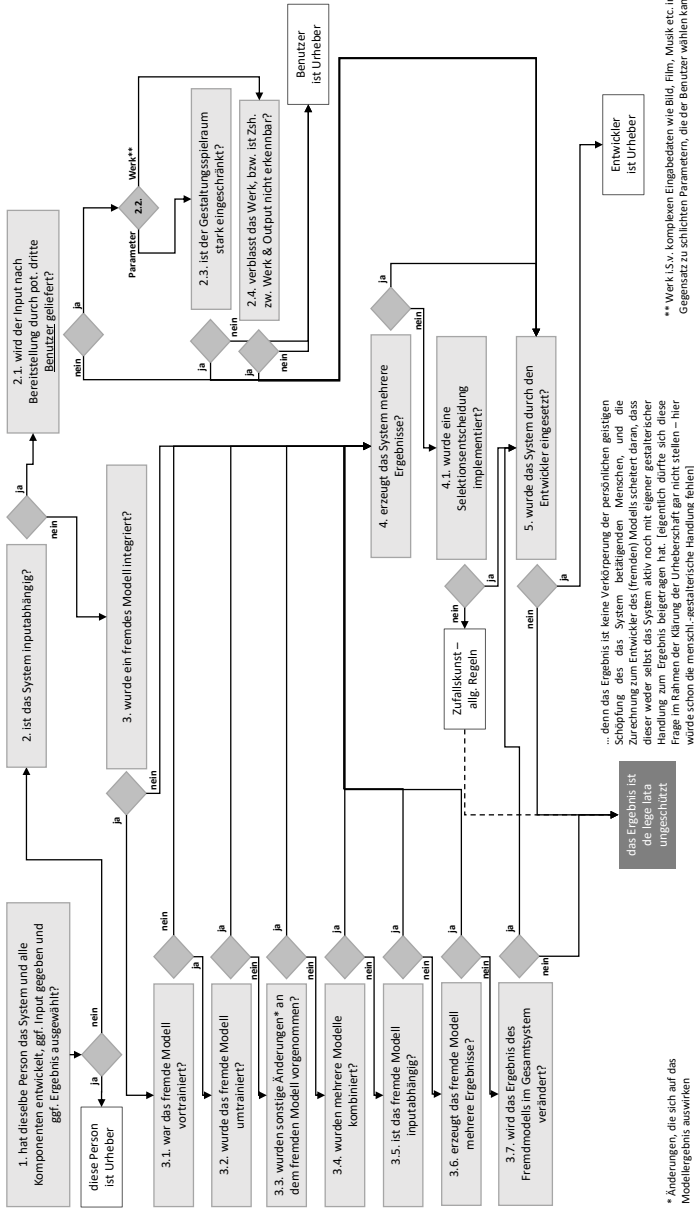 1. hat dieselbe Person das System und alle
Komponenten entwickelt, ggf. Input gegeben und
ggf. Ergebnis ausgewählt?
ja
nein
diese Person
ist Urheber
2. ist das System inputabhängig?
ja
nein
2.1. wird der Input nach
Bereitstellung durch pot. dritte
Benutzer geliefert?
nein
ja
2.2.
Parameter
Werk**
2.3. ist der Gestaltungsspielraum
stark eingeschränkt?
ja
nein
2.4. verblasst das Werk, bzw. ist Zsh.
zw. Werk & Output nicht erkennbar?
ja
nein
Benutzer
ist Urheber
3. wurde ein fremdes Modell integriert?
ja
nein
3.1. war das fremde Modell
vortrainiert?
nein
ja
3.2. wurde das fremde Modell
umtrainiert?
ja
nein
3.3. wurden sonstige Änderungen* an
dem fremden Modell vorgenommen?
ja
nein
3.4. wurden mehrere Modelle
kombiniert?
ja
nein
3.5. ist das fremde Modell
inputabhängig?
ja
nein
3.6. erzeugt das fremde Modell
mehrere Ergebnisse?
ja
nein
3.7. wird das Ergebnis des
Fremdmodells im Gesamtsystem
verändert?
ja
nein
4. erzeugt das System mehrere
Ergebnisse?
ja
nein
4.1. wurde eine
Selektionsentscheidung
implementiert?
nein
ja
Zufallskunst –
allg. Regeln
5. wurde das System durch den
Entwickler eingesetzt?
nein
ja
das Ergebnis ist
de lege lata
ungeschützt
Entwickler
ist Urheber
... denn das Ergebnis ist keine Verkörperung der persönlichen geistigen
Schöpfung des das System betätigenden Menschen, und die
Zurechnung zum Entwickler des (fremden) Modells scheitert daran, dass
dieser weder selbst das System aktiv noch mit eigener gestalterischer
Handlung zum Ergebnis beigetragen hat. [eigentlich dürfte sich diese
Frage im Rahmen der Klärung der Urheberschaft gar nicht stellen – hier
würde schon die menschl.-gestalterische Handlung fehlen]
* Änderungen, die sich auf das
Modellergebnis auswirken
** Werk i.S.v. komplexen Eingabedaten wie Bild, Film, Musik etc. im
Gegensatz zu schlichten Parametern, die der Benutzer wählen kann